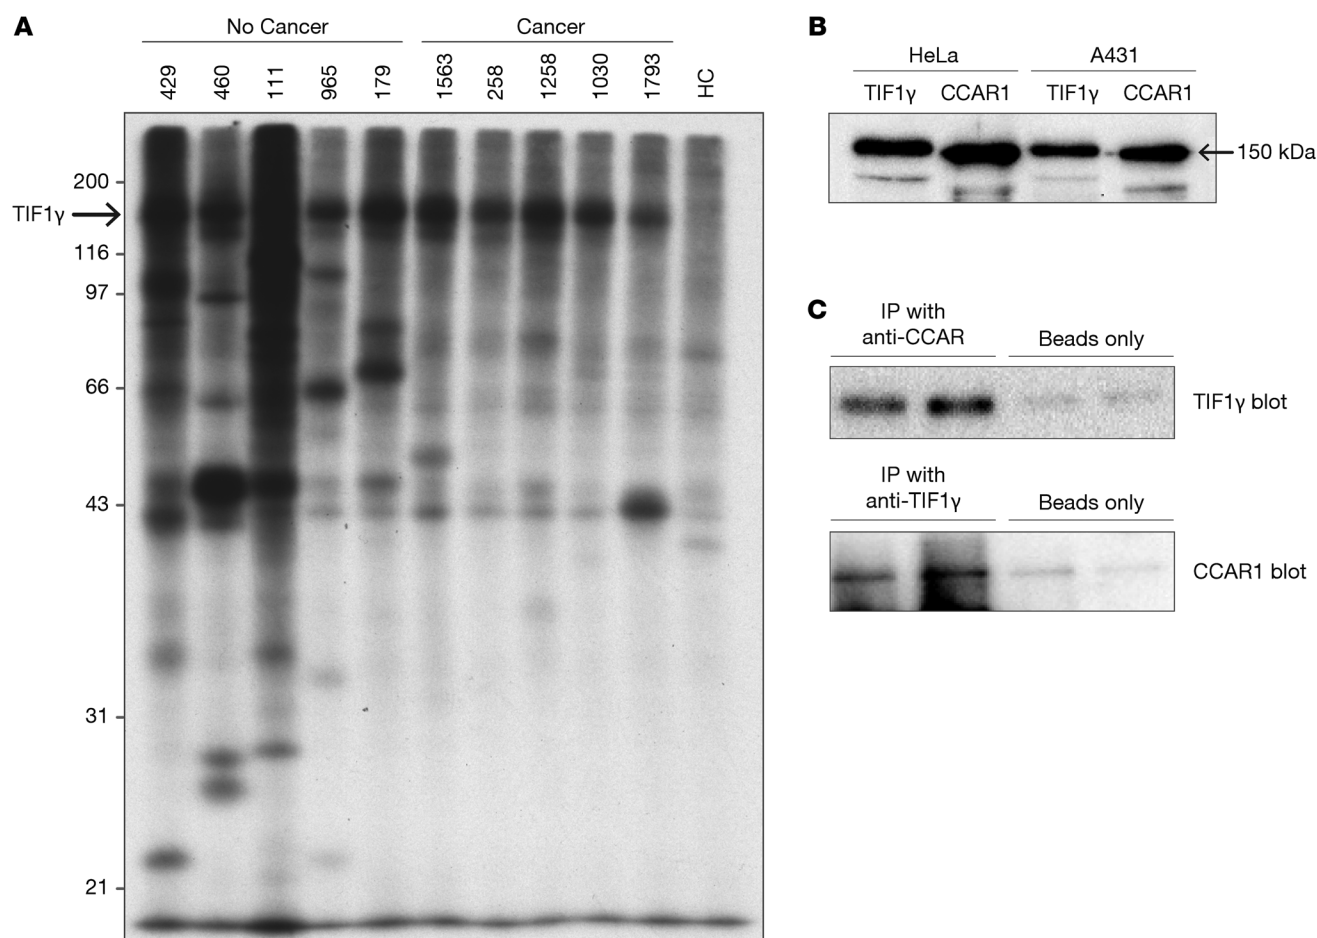 A
No Cancer
Cancer
429
460
111
965
179
1563
258
1258
1030
1793
HC
200
TIF1γ
116
97
66
43
31
21
B
HeLa
A431
TIF1γ
CCAR1
TIF1γ
CCAR1
150 kDa
C
IP with
anti-CCAR
Beads only
TIF1γ blot
IP with
anti-TIF1γ
Beads only
CCAR1 blot